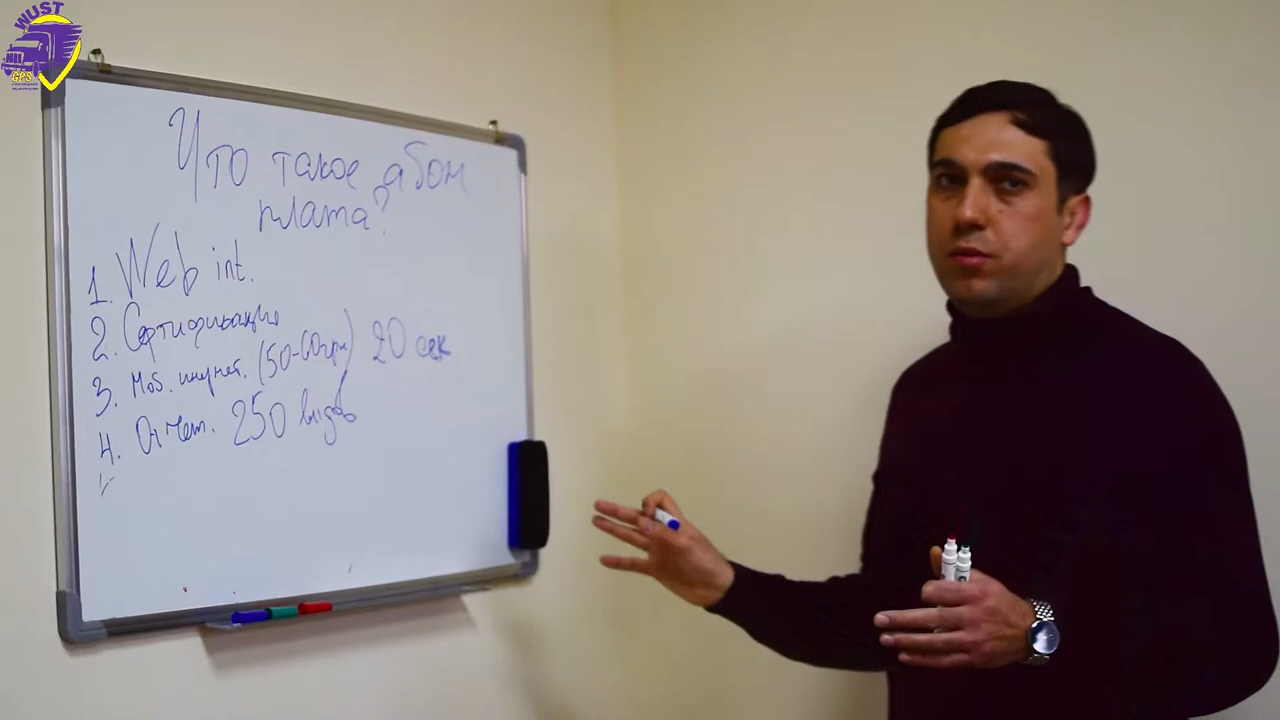 WUST
GPS
Что такое абон
плата?
1. Web int.
2. Сертификация
3. Моб. интернет. (50-60грн) 20 сек
4. Отчет. 250 видов